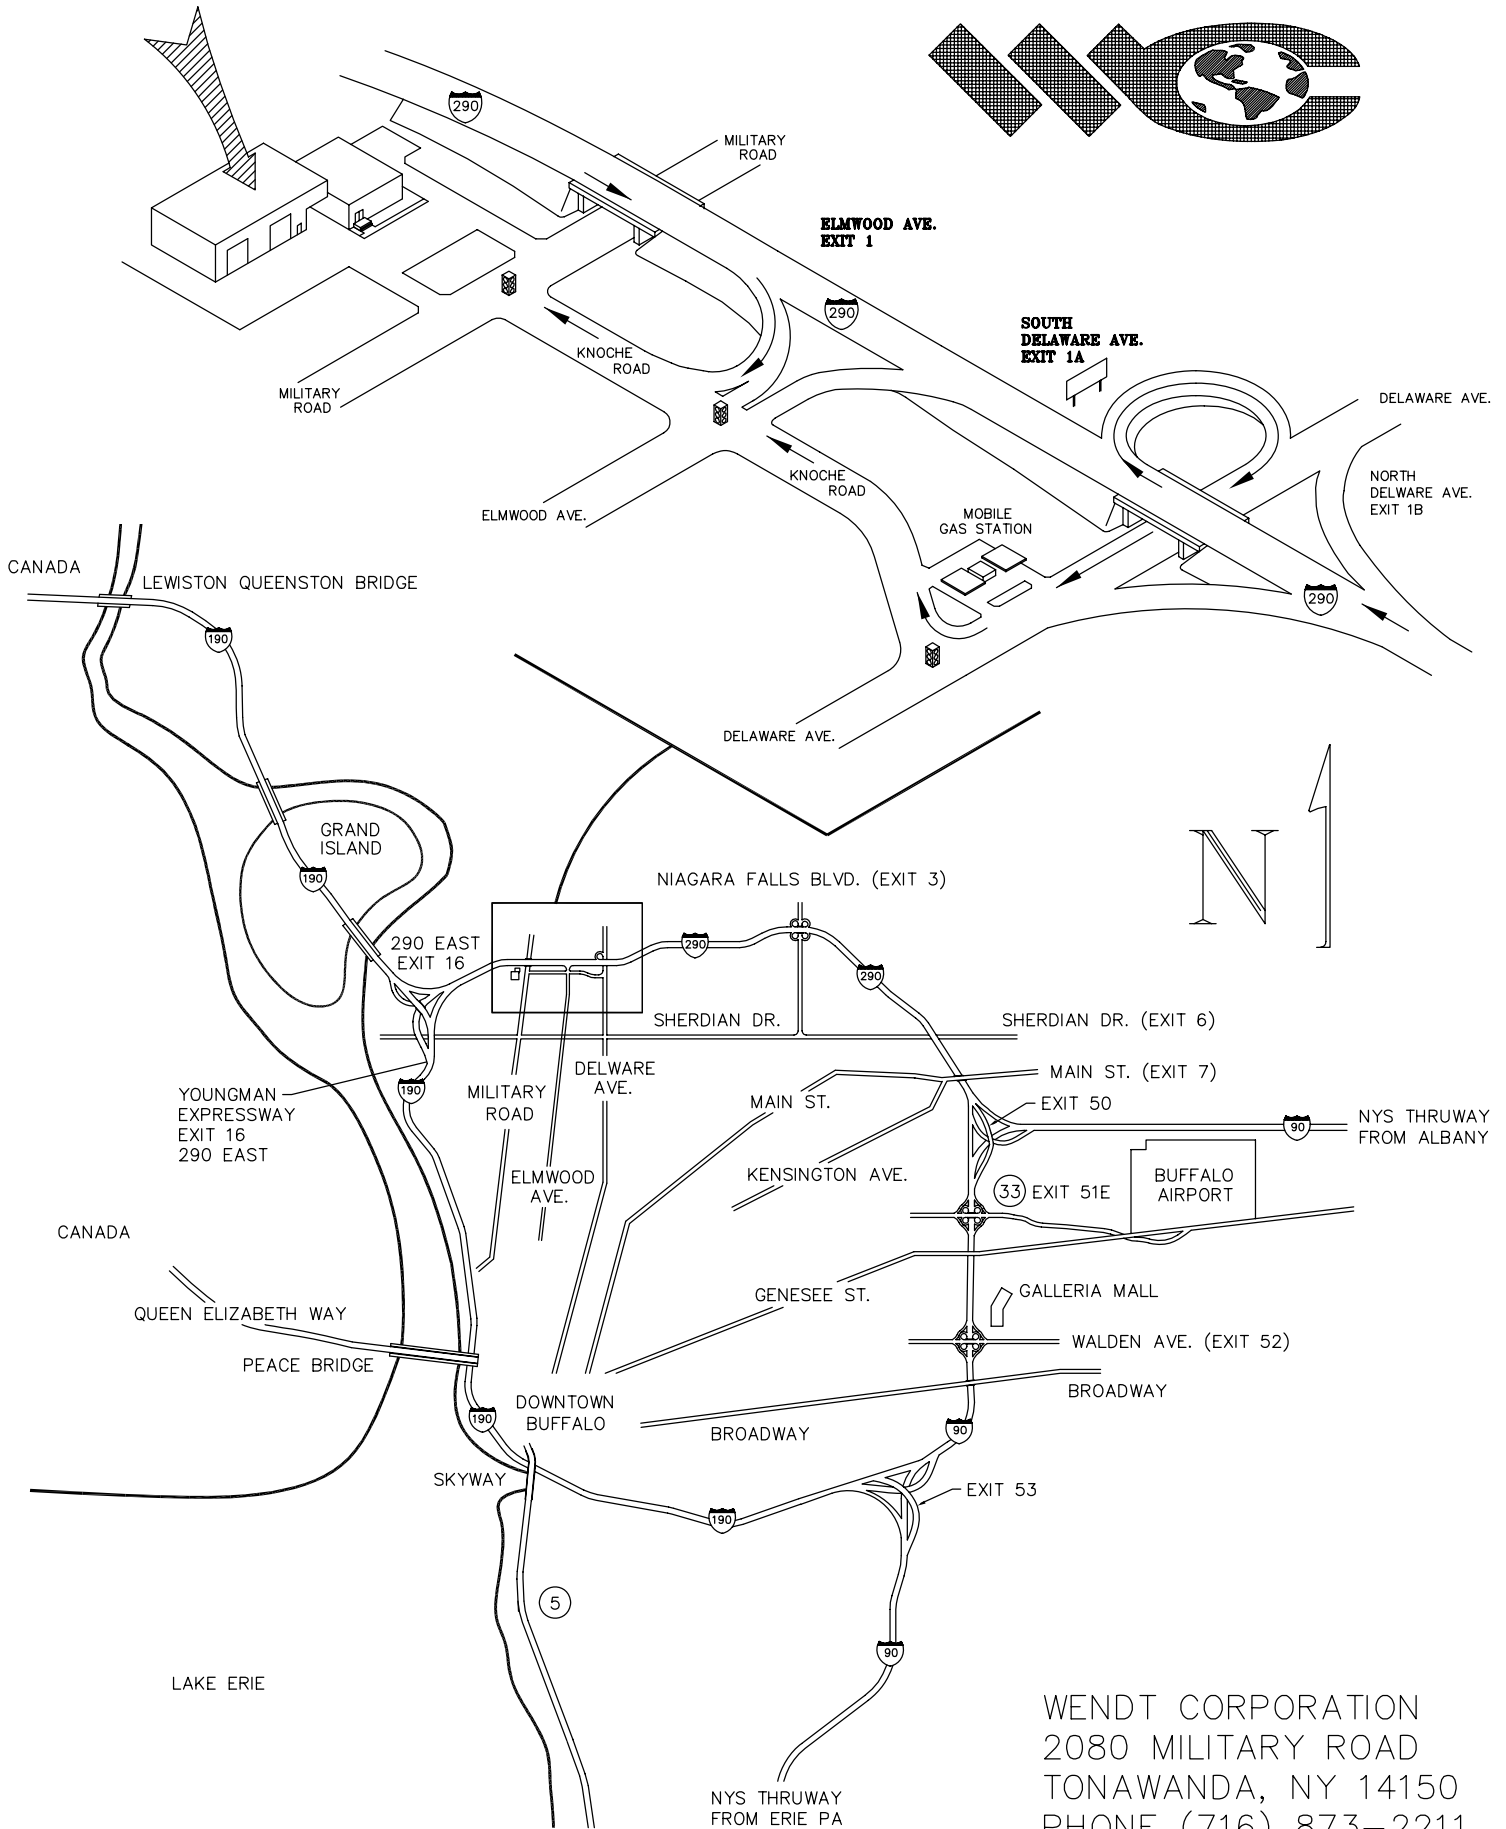 290
MILITARY
ROAD
ELMWOOD AVE.
EXIT 1
290
SOUTH
DELAWARE AVE.
EXIT 1A
KNOCHE
ROAD
MILITARY
ROAD
DELAWARE AVE.
KNOCHE
ROAD
NORTH
DELWARE AVE.
EXIT 1B
ELMWOOD AVE.
MOBILE
GAS STATION
290
DELAWARE AVE.
CANADA
LEWISTON QUEENSTON BRIDGE
190
GRAND
ISLAND
190
N
NIAGARA FALLS BLVD. (EXIT 3)
290 EAST
EXIT 16
290
290
SHERDIAN DR.
SHERDIAN DR. (EXIT 6)
DELWARE
AVE.
MAIN ST. (EXIT 7)
190
YOUNGMAN
EXPRESSWAY
EXIT 16
290 EAST
MILITARY
ROAD
MAIN ST.
EXIT 50
90
NYS THRUWAY
FROM ALBANY
ELMWOOD
AVE.
KENSINGTON AVE.
33 EXIT 51E
BUFFALO
AIRPORT
CANADA
GENESEE ST.
GALLERIA MALL
QUEEN ELIZABETH WAY
WALDEN AVE. (EXIT 52)
PEACE BRIDGE
BROADWAY
DOWNTOWN
BUFFALO
190
BROADWAY
90
SKYWAY
EXIT 53
190
5
90
LAKE ERIE
NYS THRUWAY
FROM ERIE PA
WENDT CORPORATION
2080 MILITARY ROAD
TONAWANDA, NY 14150
PHONE (716) 873-2211